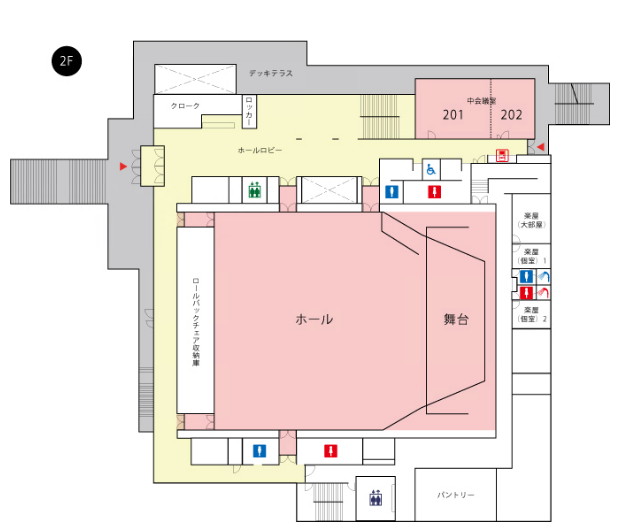 2F
デッキテラス
クローク
ロッカー
中会議室
201
202
ホールロビー
楽屋
(大部屋)
楽屋
(個室) 1
ロールバックチェア収納庫
ホール
舞台
楽屋
(個室) 2
パントリー